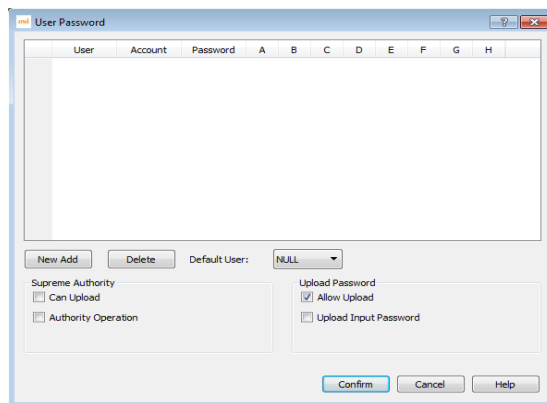 User Password
User Account Password A B C D E F G H
New Add Delete Default User: NULL
Supreme Authority Upload Password
Can Upload Allow Upload
Authority Operation Upload Input Password
Confirm Cancel Help